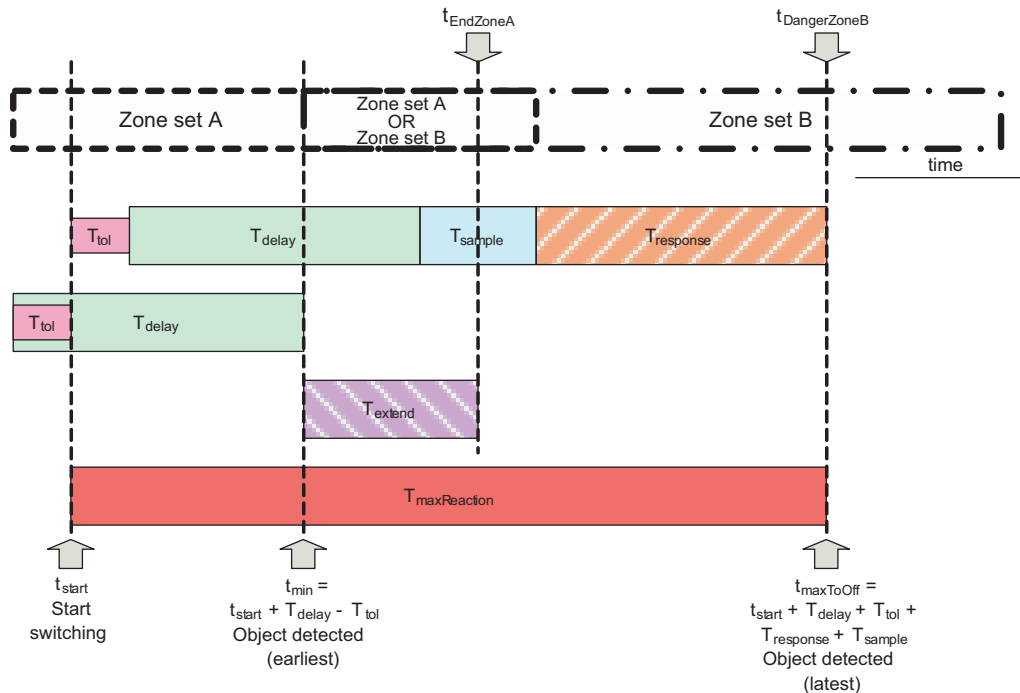 tEndZoneA
tDangerZoneB
Zone set A
Zone set A
OR
Zone set B
Zone set B
time
Ttol
Tdelay
Tsample
Tresponse
Ttol
Tdelay
Textend
TmaxReaction
tstart
Start
switching
tmin =
tstart + Tdelay - Ttol
Object detected
(earliest)
tmaxToOff =
tstart + Tdelay + Ttol +
Tresponse + Tsample
Object detected
(latest)